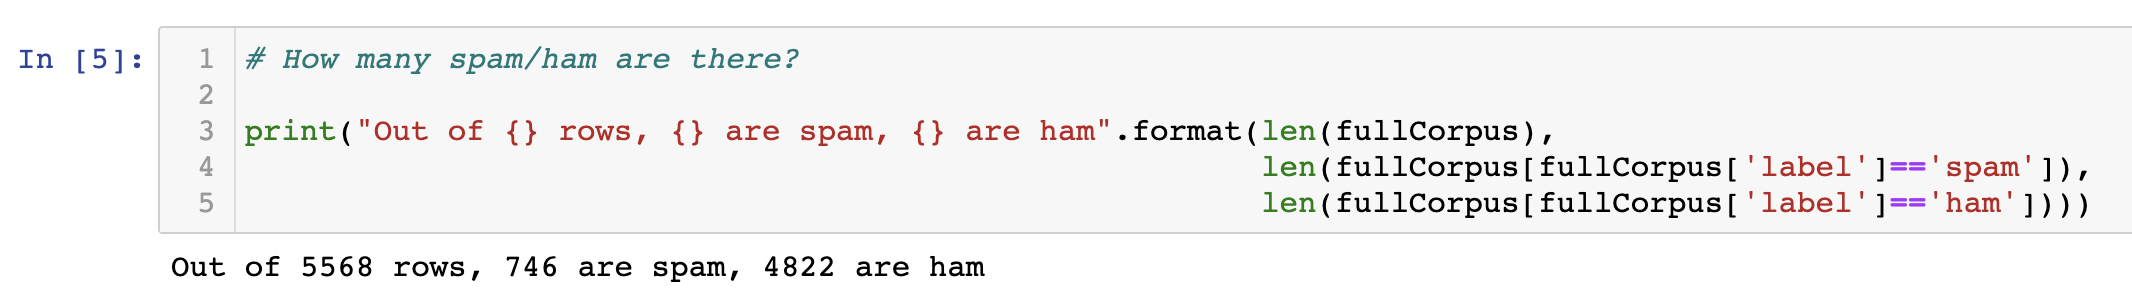 In [5]:
1 # How many spam/ham are there?
2
3 print("Out of {} rows, {} are spam, {} are ham".format(len(fullCorpus),
4 len(fullCorpus[fullCorpus['label']=='spam']),
5 len(fullCorpus[fullCorpus['label']=='ham'])))
Out of 5568 rows, 746 are spam, 4822 are ham